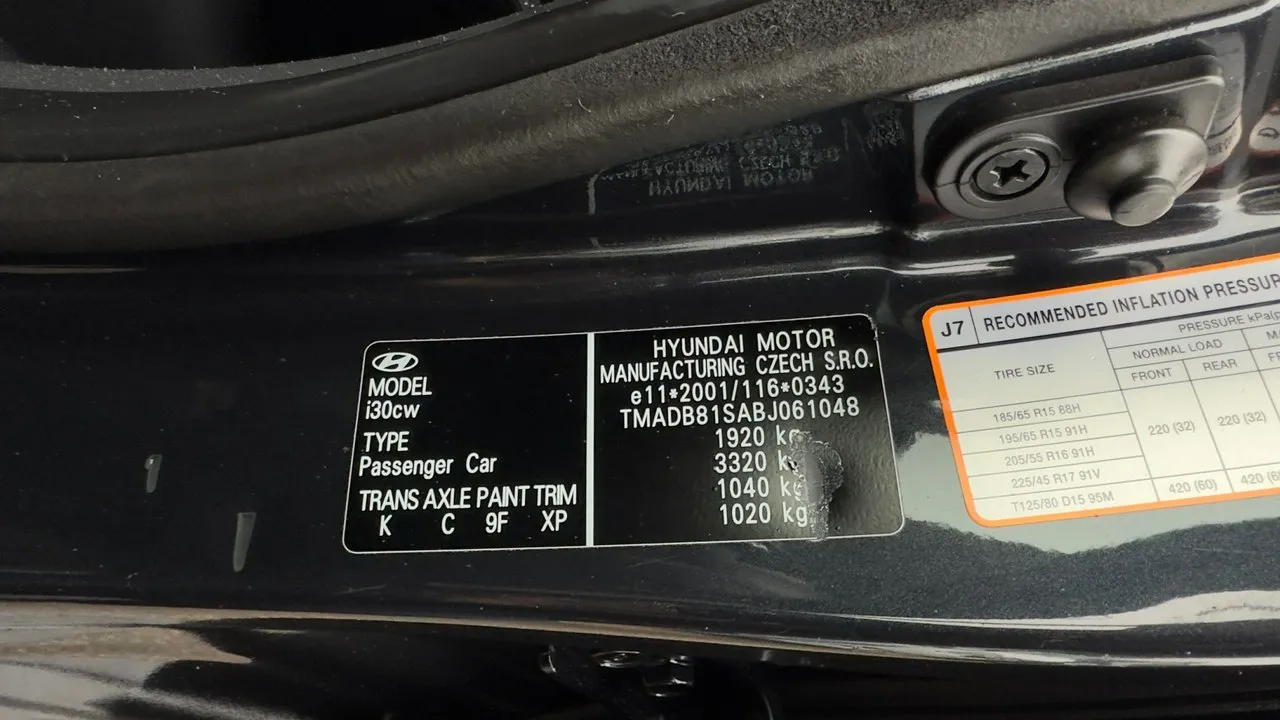 MODEL
i30cw
TYPE
Passenger Car
TRANS AXLE PAINT TRIM
K C 9F XP
HYUNDAI MOTOR
MANUFACTURING CZECH S.R.O.
e11*2001/116*0343
TMADB81SABJ061048
1920 kg
3320 k
1040 kg
1020 kg
J7 RECOMMENDED INFLATION PRESSUR
TIRE SIZE
PRESSURE kPa(p
NORMAL LOAD
M
FRONT REAR F
185/65 R15 88H
195/65 R15 91H
205/55 R16 91H
225/45 R17 91V
220 (32) 220 (32)
T125/80 D15 95M 420 (60) 420 (6